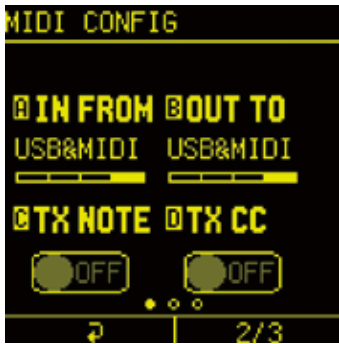 MIDI CONFIG
A IN FROM B OUT TO
USB&MIDI USB&MIDI
C TX NOTE D TX CC
OFF OFF
2/3